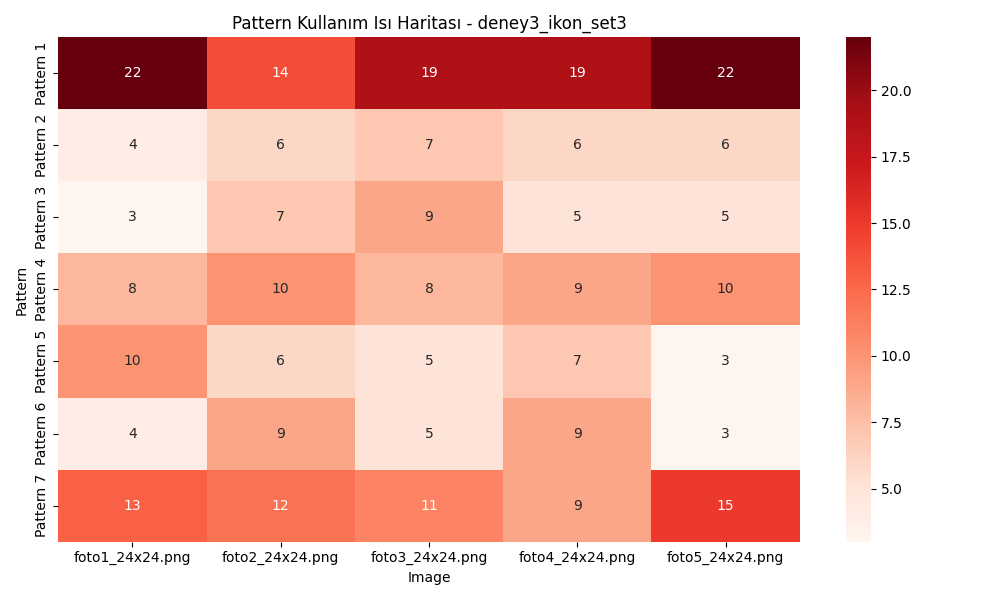 Pattern Kullanım Isı Haritası - deney3_ikon_set3
Pattern
Pattern 1
22 14 19 19 22
Pattern 2
4 6 7 6 6
Pattern 3
3 7 9 5 5
Pattern 4
8 10 8 9 10
Pattern 5
10 6 5 7 3
Pattern 6
4 9 5 9 3
Pattern 7
13 12 11 9 15
foto1_24x24.png foto2_24x24.png foto3_24x24.png foto4_24x24.png foto5_24x24.png
Image
20.0
17.5
15.0
12.5
10.0
7.5
5.0